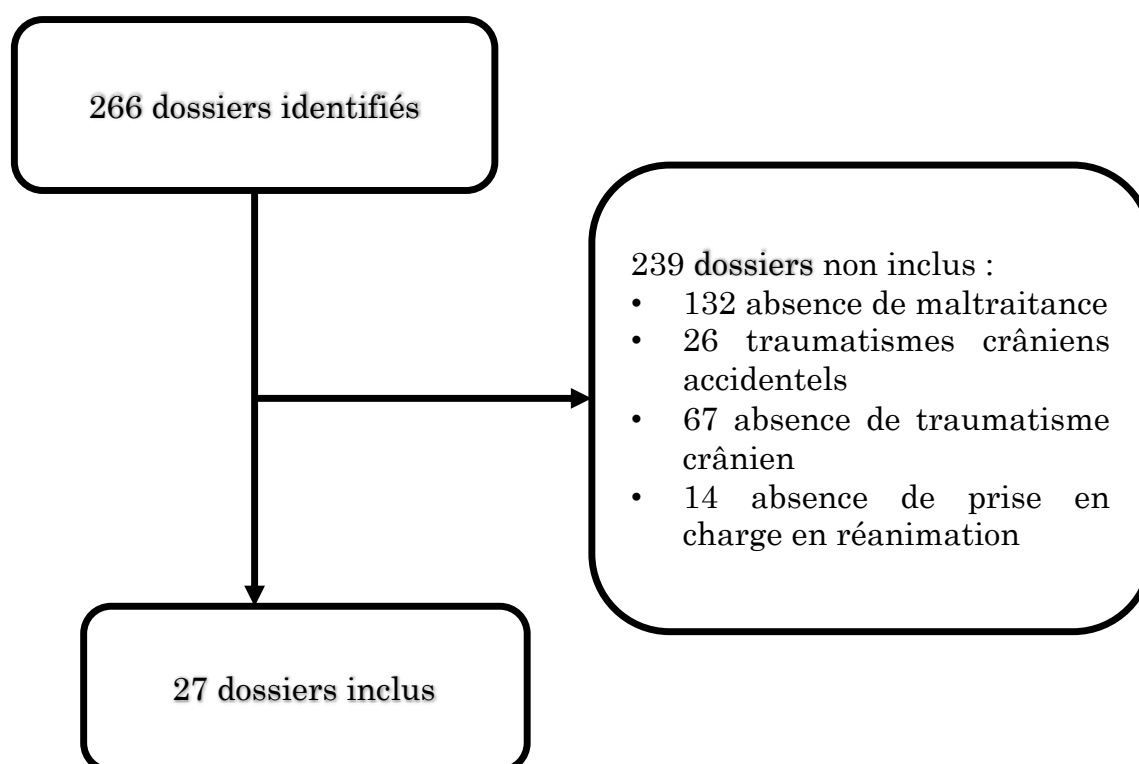 266 dossiers identifiés
239 dossiers non inclus :
• 132 absence de maltraitance
• 26 traumatismes crâniens
accidentels
• 67 absence de traumatisme
crânien
• 14 absence de prise en
charge en réanimation
27 dossiers inclus